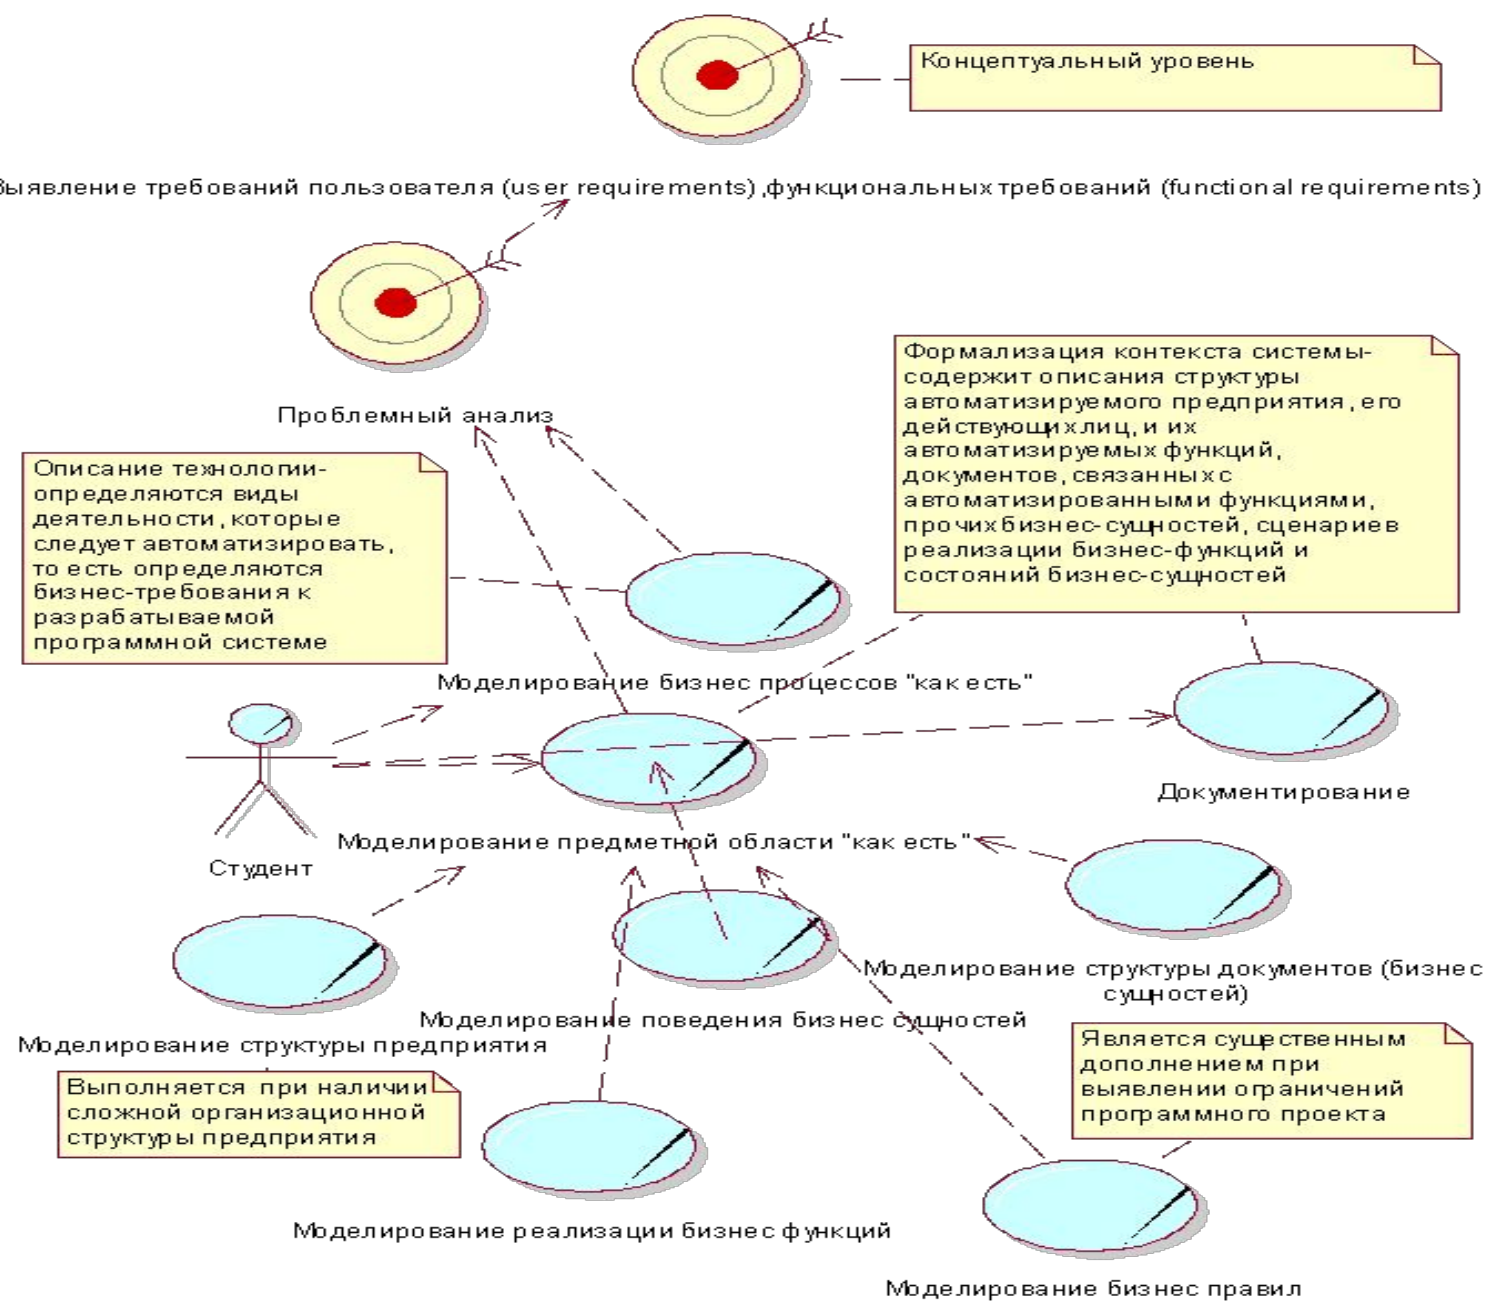 Концептуальный уровень
Выявление требований пользователя (user requirements) ,функциональных требований (functional requirements)
Проблемный анализ
Формализация контекста системы-
содержит описания структуры
автоматизируемого предприятия, его
действующих лиц, и их
автоматизируемых функций,
документов, связанных с
автоматизированными функциями,
прочих бизнес-сущностей, сценариев
реализации бизнес-функций и
состояний бизнес-сущностей
Описание технологии-
определяются виды
деятельности, которые
следует автоматизировать,
то есть определяются
бизнес-требования к
разрабатываемой
программной системе
Моделирование бизнес процессов "как есть"
Документирование
Моделирование предметной области "как есть"
Студент
Моделирование структуры документов (бизнес
сущностей)
Моделирование поведения бизнес сущностей
Моделирование структуры предприятия
Является существенным
дополнением при
выявлении ограничений
программного проекта
Выполняется при наличии
сложной организационной
структуры предприятия
Моделирование реализации бизнес функций
Моделирование бизнес правил